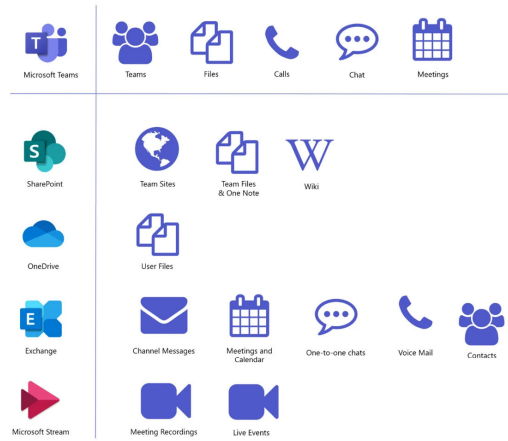 Microsoft Teams
Teams
Files
Calls
Chat
Meetings
SharePoint
Team Sites
Team Files
& One Note
Wiki
OneDrive
User Files
Exchange
Channel Messages
Meetings and
Calendar
One-to-one chats
Voice Mail
Contacts
Microsoft Stream
Meeting Recordings
Live Events